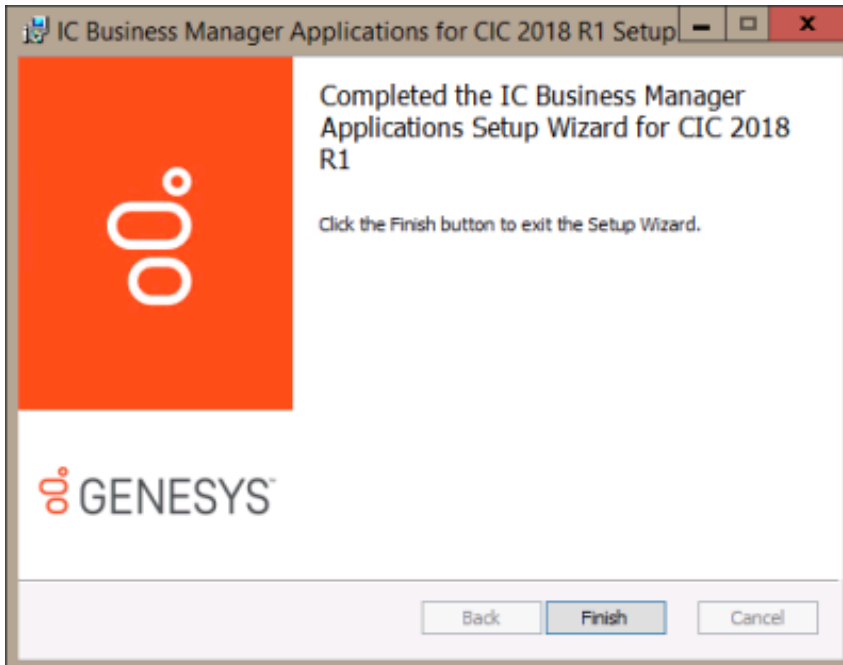 IC Business Manager Applications for CIC 2018 R1 Setup
Completed the IC Business Manager
Applications Setup Wizard for CIC 2018
R1
Click the Finish button to exit the Setup Wizard.
GENESYS™
Back Finish Cancel